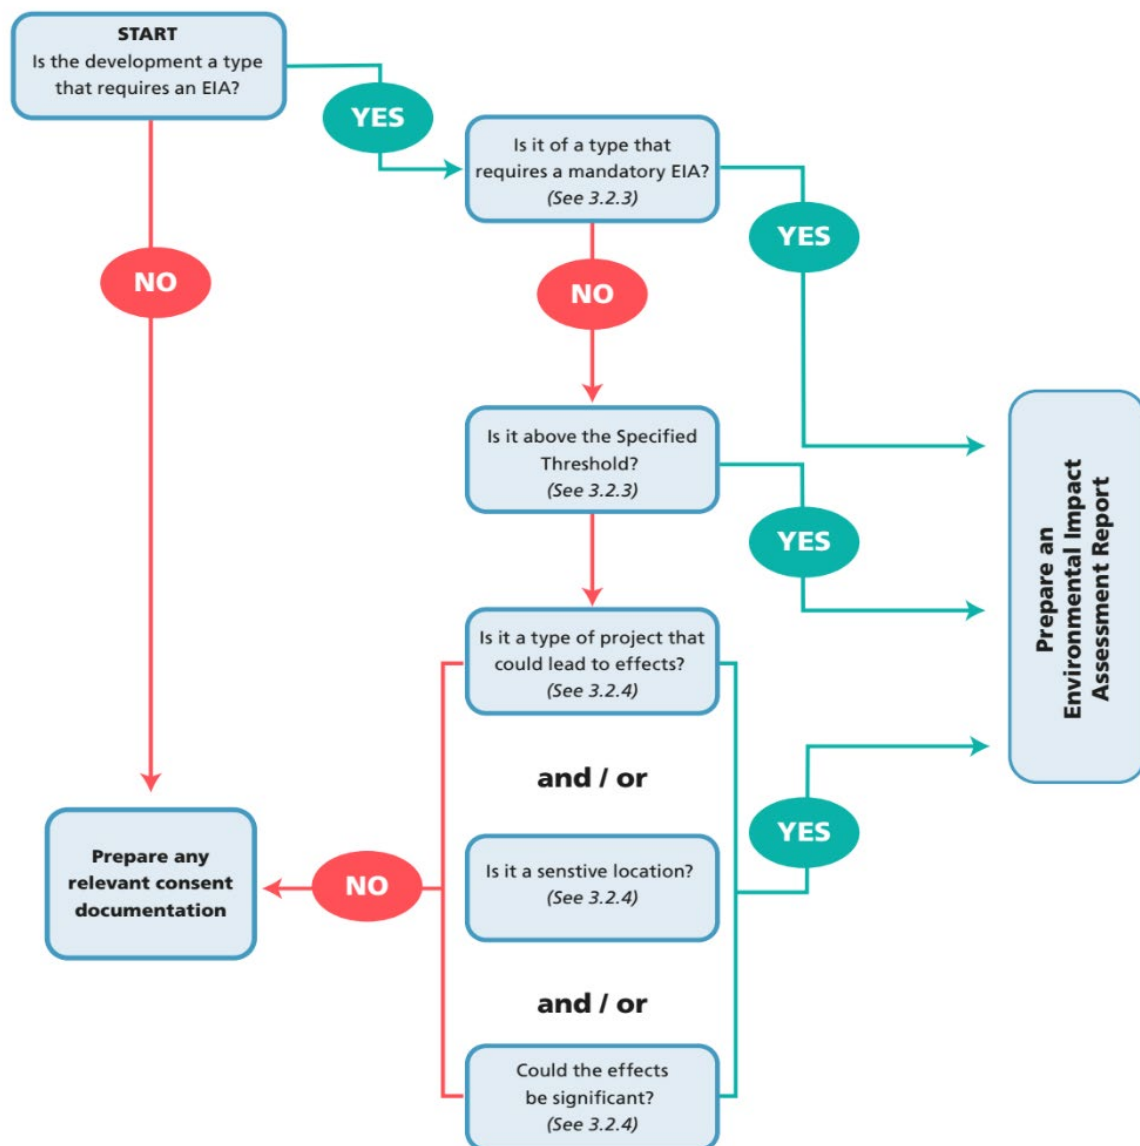 START
Is the development a type
that requires an EIA?
YES
Is it of a type that
requires a mandatory EIA?
(See 3.2.3)
YES
NO
NO
Is it above the Specified
Threshold?
(See 3.2.3)
YES
Prepare an
Environmental Impact
Assessment Report
Is it a type of project that
could lead to effects?
(See 3.2.4)
and / or
YES
Prepare any
relevant consent
documentation
NO
Is it a senstive location?
(See 3.2.4)
and / or
Could the effects
be significant?
(See 3.2.4)